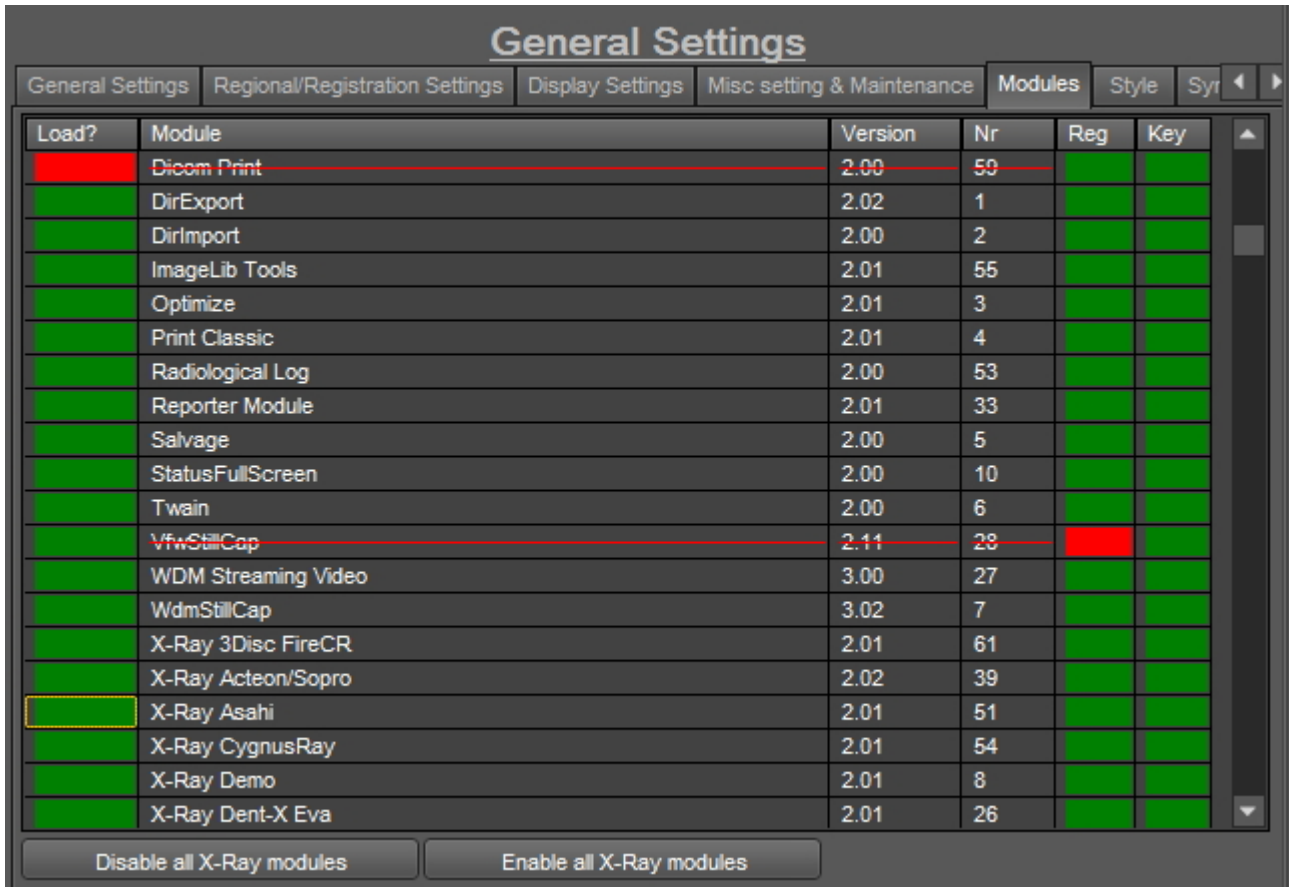 General Settings
General Settings Regional/Registration Settings Display Settings Misc setting & Maintenance Modules Style Syr
Load? Module Version Nr Reg Key
Dicom Print 2.00 59
DirExport 2.02 1
DirImport 2.00 2
ImageLib Tools 2.01 55
Optimize 2.01 3
Print Classic 2.01 4
Radiological Log 2.00 53
Reporter Module 2.01 33
Salvage 2.00 5
StatusFullScreen 2.00 10
Twain 2.00 6
VfwStillCap 2.11 28
WDM Streaming Video 3.00 27
WdmStillCap 3.02 7
X-Ray 3Disc FireCR 2.01 61
X-Ray Acteon/Sopro 2.02 39
X-Ray Asahi 2.01 51
X-Ray CygnusRay 2.01 54
X-Ray Demo 2.01 8
X-Ray Dent-X Eva 2.01 26
Disable all X-Ray modules Enable all X-Ray modules